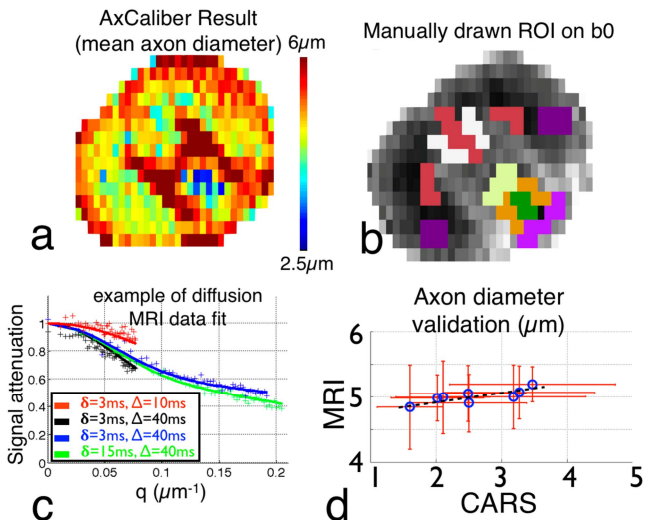 AxCaliber Result
(mean axon diameter)
6μm
2.5μm
a
Manually drawn ROI on b0
b
example of diffusion
MRI data fit
Signal attenuation
1
0.8
0.6
0.4
0.2
0
δ=3ms, Δ=10ms
δ=3ms, Δ=40ms
δ=3ms, Δ=40ms
δ=15ms, Δ=40ms
0 0.05 0.1 0.15 0.2
q (μm-1)
c
Axon diameter
validation (μm)
MRI
6
5
4
1 2 3 4 5
CARS
d